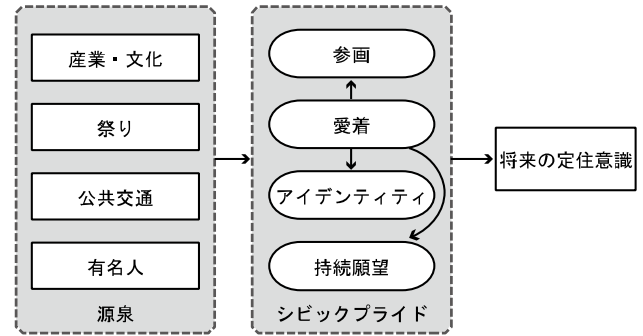 産業・文化
祭り
公共交通
有名人
源泉
参画
愛着
アイデンティティ
持続願望
シビックプライド
将来の定住意識